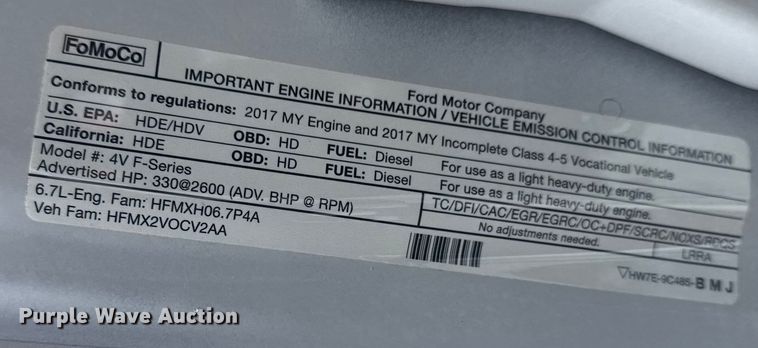 FoMoCo
Ford Motor Company
IMPORTANT ENGINE INFORMATION / VEHICLE EMISSION CONTROL INFORMATION
Conforms to regulations: 2017 MY Engine and 2017 MY Incomplete Class 4-5 Vocational Vehicle
U.S. EPA: HDE/HDV OBD: HD FUEL: Diesel For use as a light heavy-duty engine.
California: HDE OBD: HD FUEL: Diesel For use as a light heavy-duty engine.
Model #: 4V F-Series
Advertised HP: 330@2600 (ADV. BHP @ RPM)
TC/DFI/CAC/EGR/EGRC/OC+DPF/SCRC/NOXS/RDCS
6.7L-Eng. Fam: HFMXH06.7P4A
No adjustments needed.
LRRA
Veh Fam: HFMX2VOCV2AA
HW7E-9C485-BMJ
Purple Wave Auction